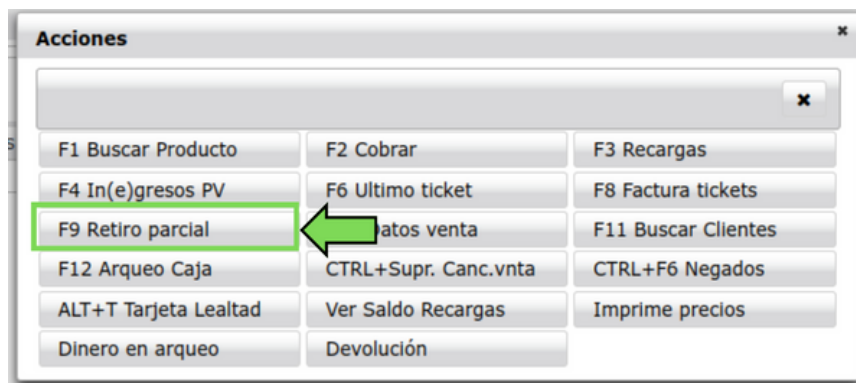 Acciones
F1 Buscar Producto
F2 Cobrar
F3 Recargas
F4 In(e)gresos PV
F6 Ultimo ticket
F8 Factura tickets
F9 Retiro parcial
atos venta
F11 Buscar Clientes
F12 Arqueo Caja
CTRL+Supr. Canc.vnta
CTRL+F6 Negados
ALT+T Tarjeta Lealtad
Ver Saldo Recargas
Imprime precios
Dinero en arqueo
Devolución